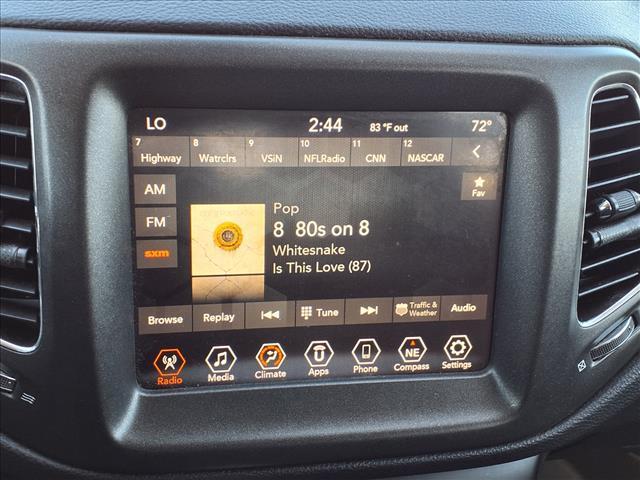 LO 2:44 83 °F out 72°
7 8 9 10 11 12
Highway Watrclrs VSiN NFLRadio CNN NASCAR
AM
Fav
Pop
FM
8 80s on 8
Whitesnake
sxm
Is This Love (87)
Browse Replay Tune Traffic & Weather Audio
Radio Media Climate Apps Phone NE Compass Settings